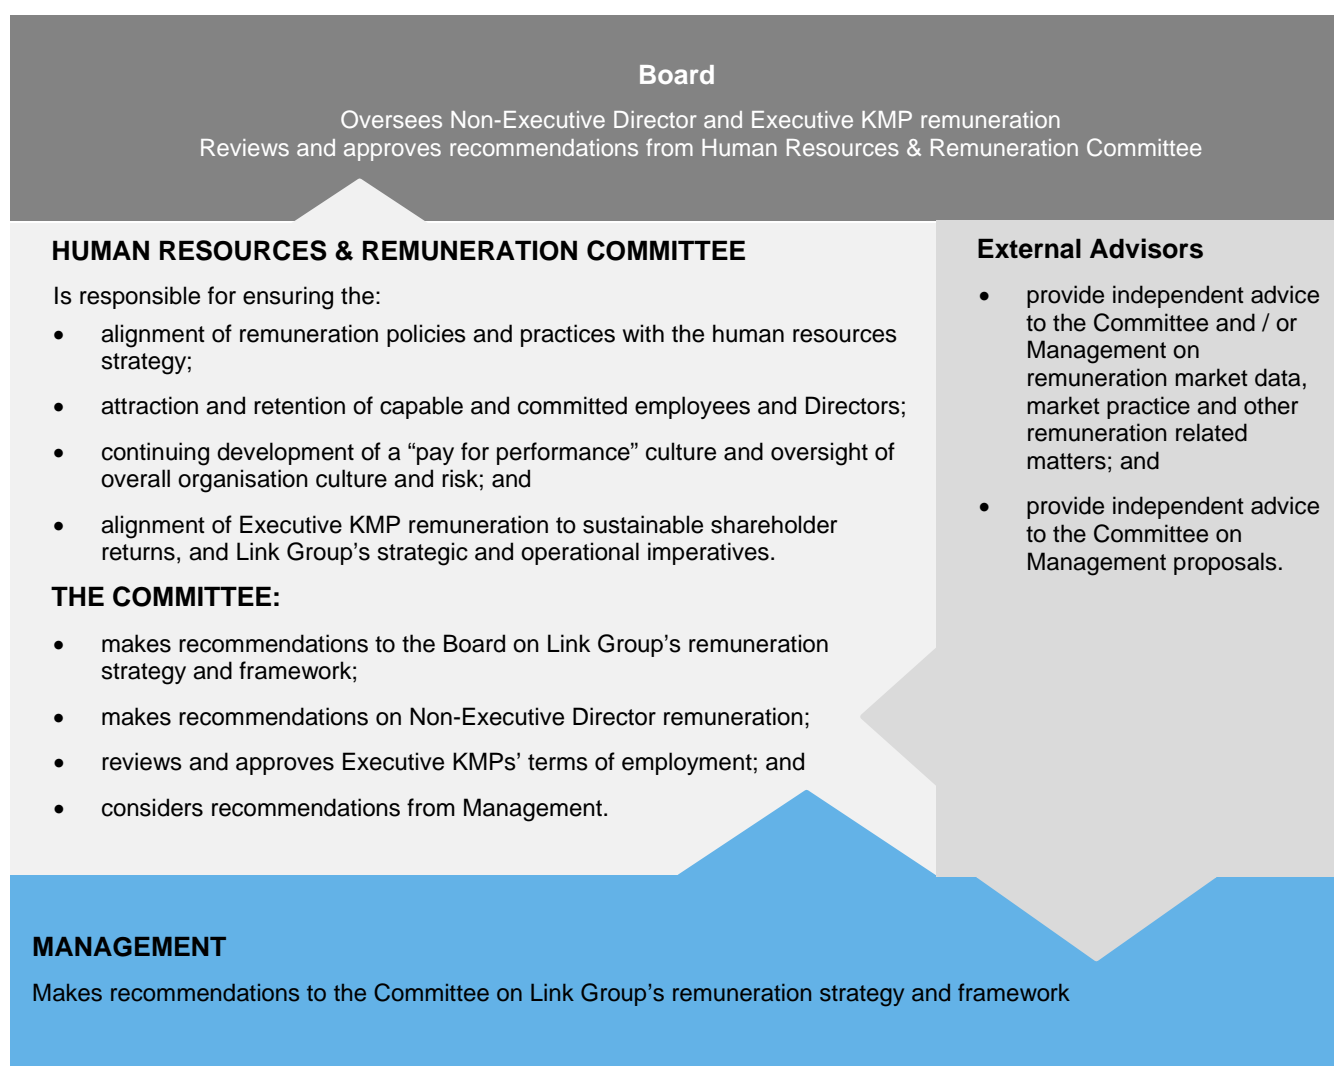 Board
Oversees Non-Executive Director and Executive KMP remuneration
Reviews and approves recommendations from Human Resources & Remuneration Committee
HUMAN RESOURCES & REMUNERATION COMMITTEE
Is responsible for ensuring the:
• alignment of remuneration policies and practices with the human resources
strategy;
• attraction and retention of capable and committed employees and Directors;
• continuing development of a “pay for performance” culture and oversight of
overall organisation culture and risk; and
• alignment of Executive KMP remuneration to sustainable shareholder
returns, and Link Group’s strategic and operational imperatives.
THE COMMITTEE:
• makes recommendations to the Board on Link Group’s remuneration
strategy and framework;
• makes recommendations on Non-Executive Director remuneration;
• reviews and approves Executive KMPs’ terms of employment; and
• considers recommendations from Management.
External Advisors
• provide independent advice
to the Committee and / or
Management on
remuneration market data,
market practice and other
remuneration related
matters; and
• provide independent advice
to the Committee on
Management proposals.
MANAGEMENT
Makes recommendations to the Committee on Link Group’s remuneration strategy and framework